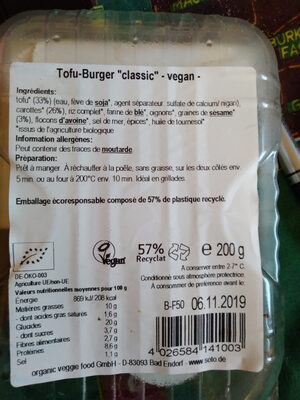 Tofu-Burger "classic" - vegan -
Ingrédients:
tofu* (33%) (eau, fève de soja*, agent séparateur: sulfate de calcium/ nigari),
carottes* (26%), riz complet*, farine de blé*, oignons*, graines de sésame*
(3%), flocons d'avoine*, sel de mer, épices*, huile de tournesol*
*issus de l'agriculture biologique
Information allergènes:
Peut contenir des traces de moutarde.
Préparation:
Prêt à manger. À réchauffer à la poêle, sans graisse, sur les deux côtés env.
5 min. ou au four à 200°C env. 10 min. Idéal en grillades.
Emballage écoresponsable composé de 57% de plastique recyclé.
DE-ÖKO-003
Agriculture UE/non-UE
Vegan
57%
Recyclat
e 200 g
A conserver entre 2-7° C.
Conditionné sous atmosphère protectrice.
À consommer de préférence avant le:
B-F50 06.11.2019
Valeurs nutritionnelles moyennes pour 100 g
Énergie 869 kJ/ 208 kcal
Matières grasses 10 g
- dont acides gras saturés 1,6 g
Glucides 20 g
- dont sucres 3,7 g
Fibres alimentaires 2,7 g
Protéines 8,6 g
Sel 1,1 g
4 026584 141003
organic veggie food GmbH - D-83093 Bad Endorf - www.soto.de